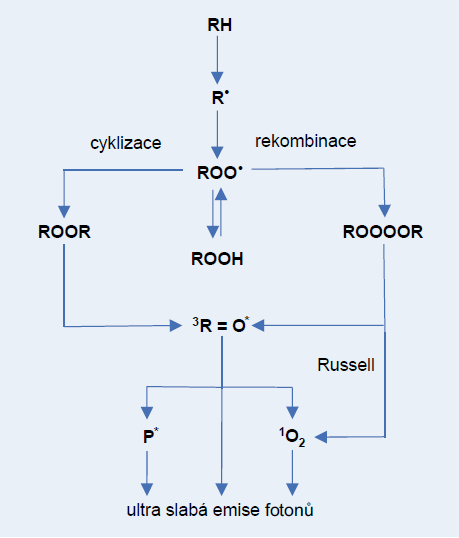 RH
R•
cyklizace
rekombinace
ROO•
ROOR
ROOOOR
ROOH
³R = O*
Russell
P*
¹O₂
ultra slabá emise fotonů